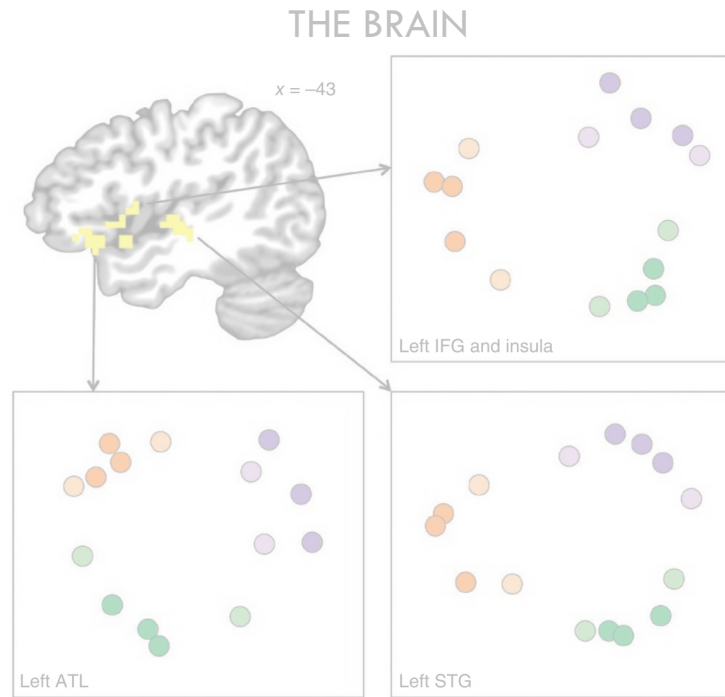 THE BRAIN
x = –43
Left IFG and insula
Left ATL
Left STG